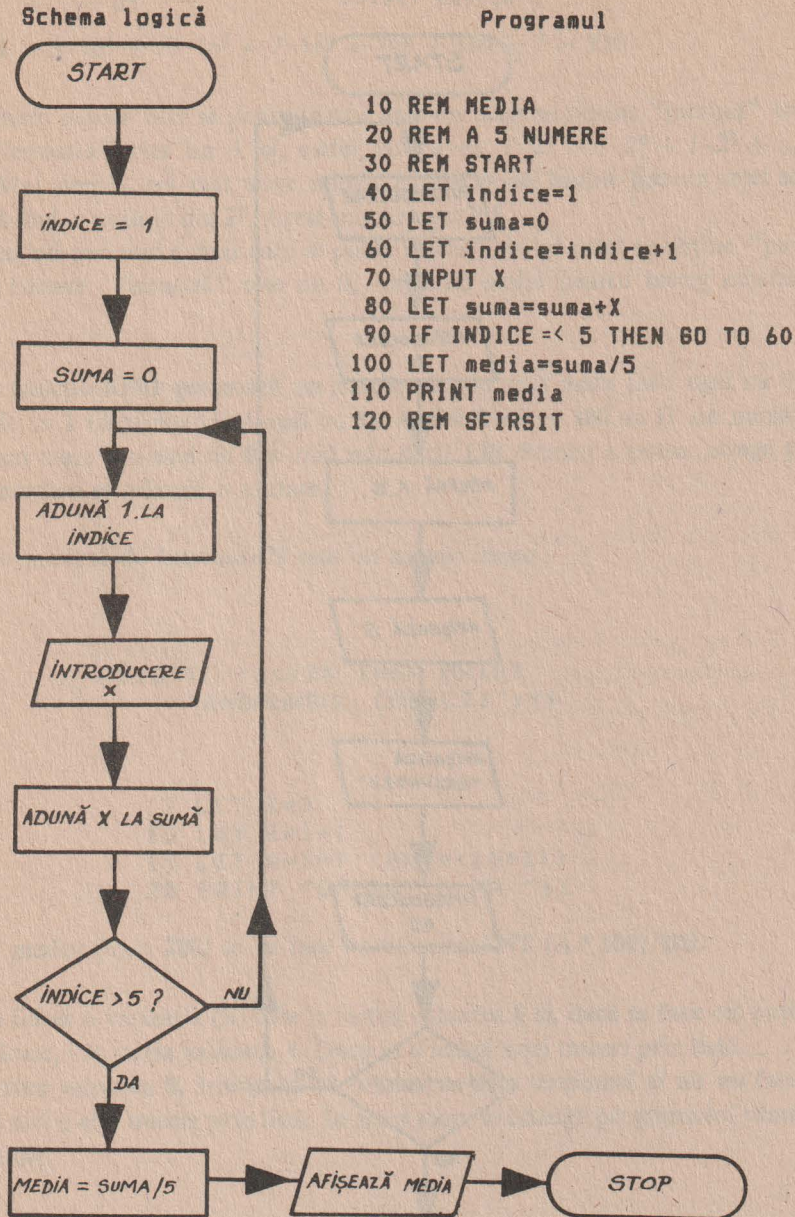 Schema logică
Programul
START
10 REM MEDIA
20 REM A 5 NUMERE
30 REM START
40 LET indice=1
50 LET suma=0
60 LET indice=indice+1
70 INPUT X
80 LET suma=suma+X
90 IF INDICE =< 5 THEN GO TO 60
100 LET media=suma/5
110 PRINT media
120 REM SFIRSIT
INDICE = 1
SUMA = 0
ADUNĂ 1.LA
INDICE
INTRODUCERE
X
ADUNĂ X LA SUMĂ
INDICE > 5 ?
NU
DA
MEDIA = SUMA/5
AFIȘEAZĂ MEDIA
STOP